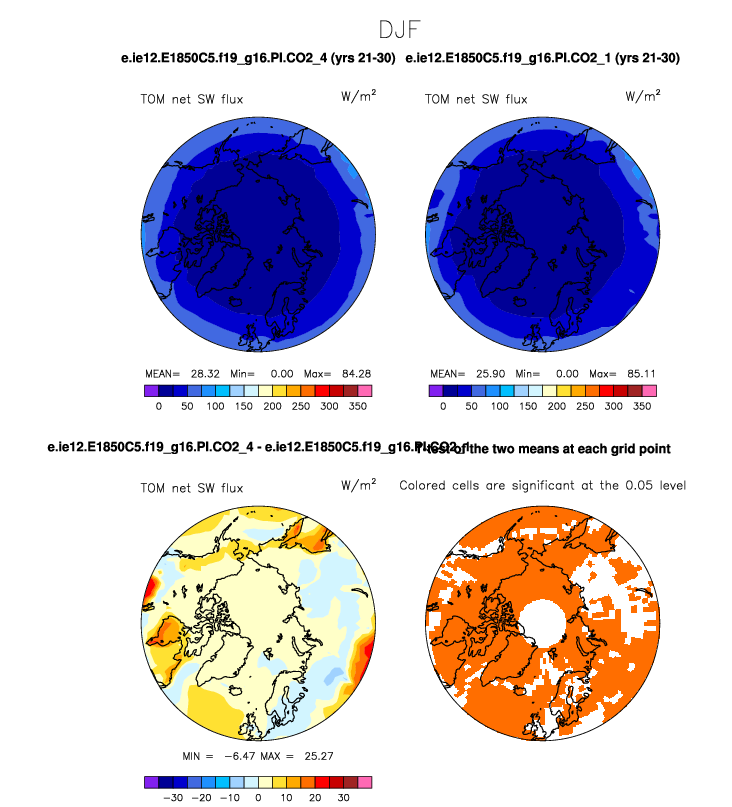 DJF
e.ie12.E1850C5.f19_g16.PI.CO2_4 (yrs 21-30) e.ie12.E1850C5.f19_g16.PI.CO2_1 (yrs 21-30)
TOM net SW flux W/m²
TOM net SW flux W/m²
MEAN= 28.32 Min= 0.00 Max= 84.28
MEAN= 25.90 Min= 0.00 Max= 85.11
0 50 100 150 200 250 300 350
0 50 100 150 200 250 300 350
e.ie12.E1850C5.f19_g16.PI.CO2_4 - e.ie12.E1850C5.f19_g16.PI.CO2_1
T-test of the two means at each grid point
TOM net SW flux W/m²
Colored cells are significant at the 0.05 level
MIN = -6.47 MAX = 25.27
-30 -20 -10 0 10 20 30